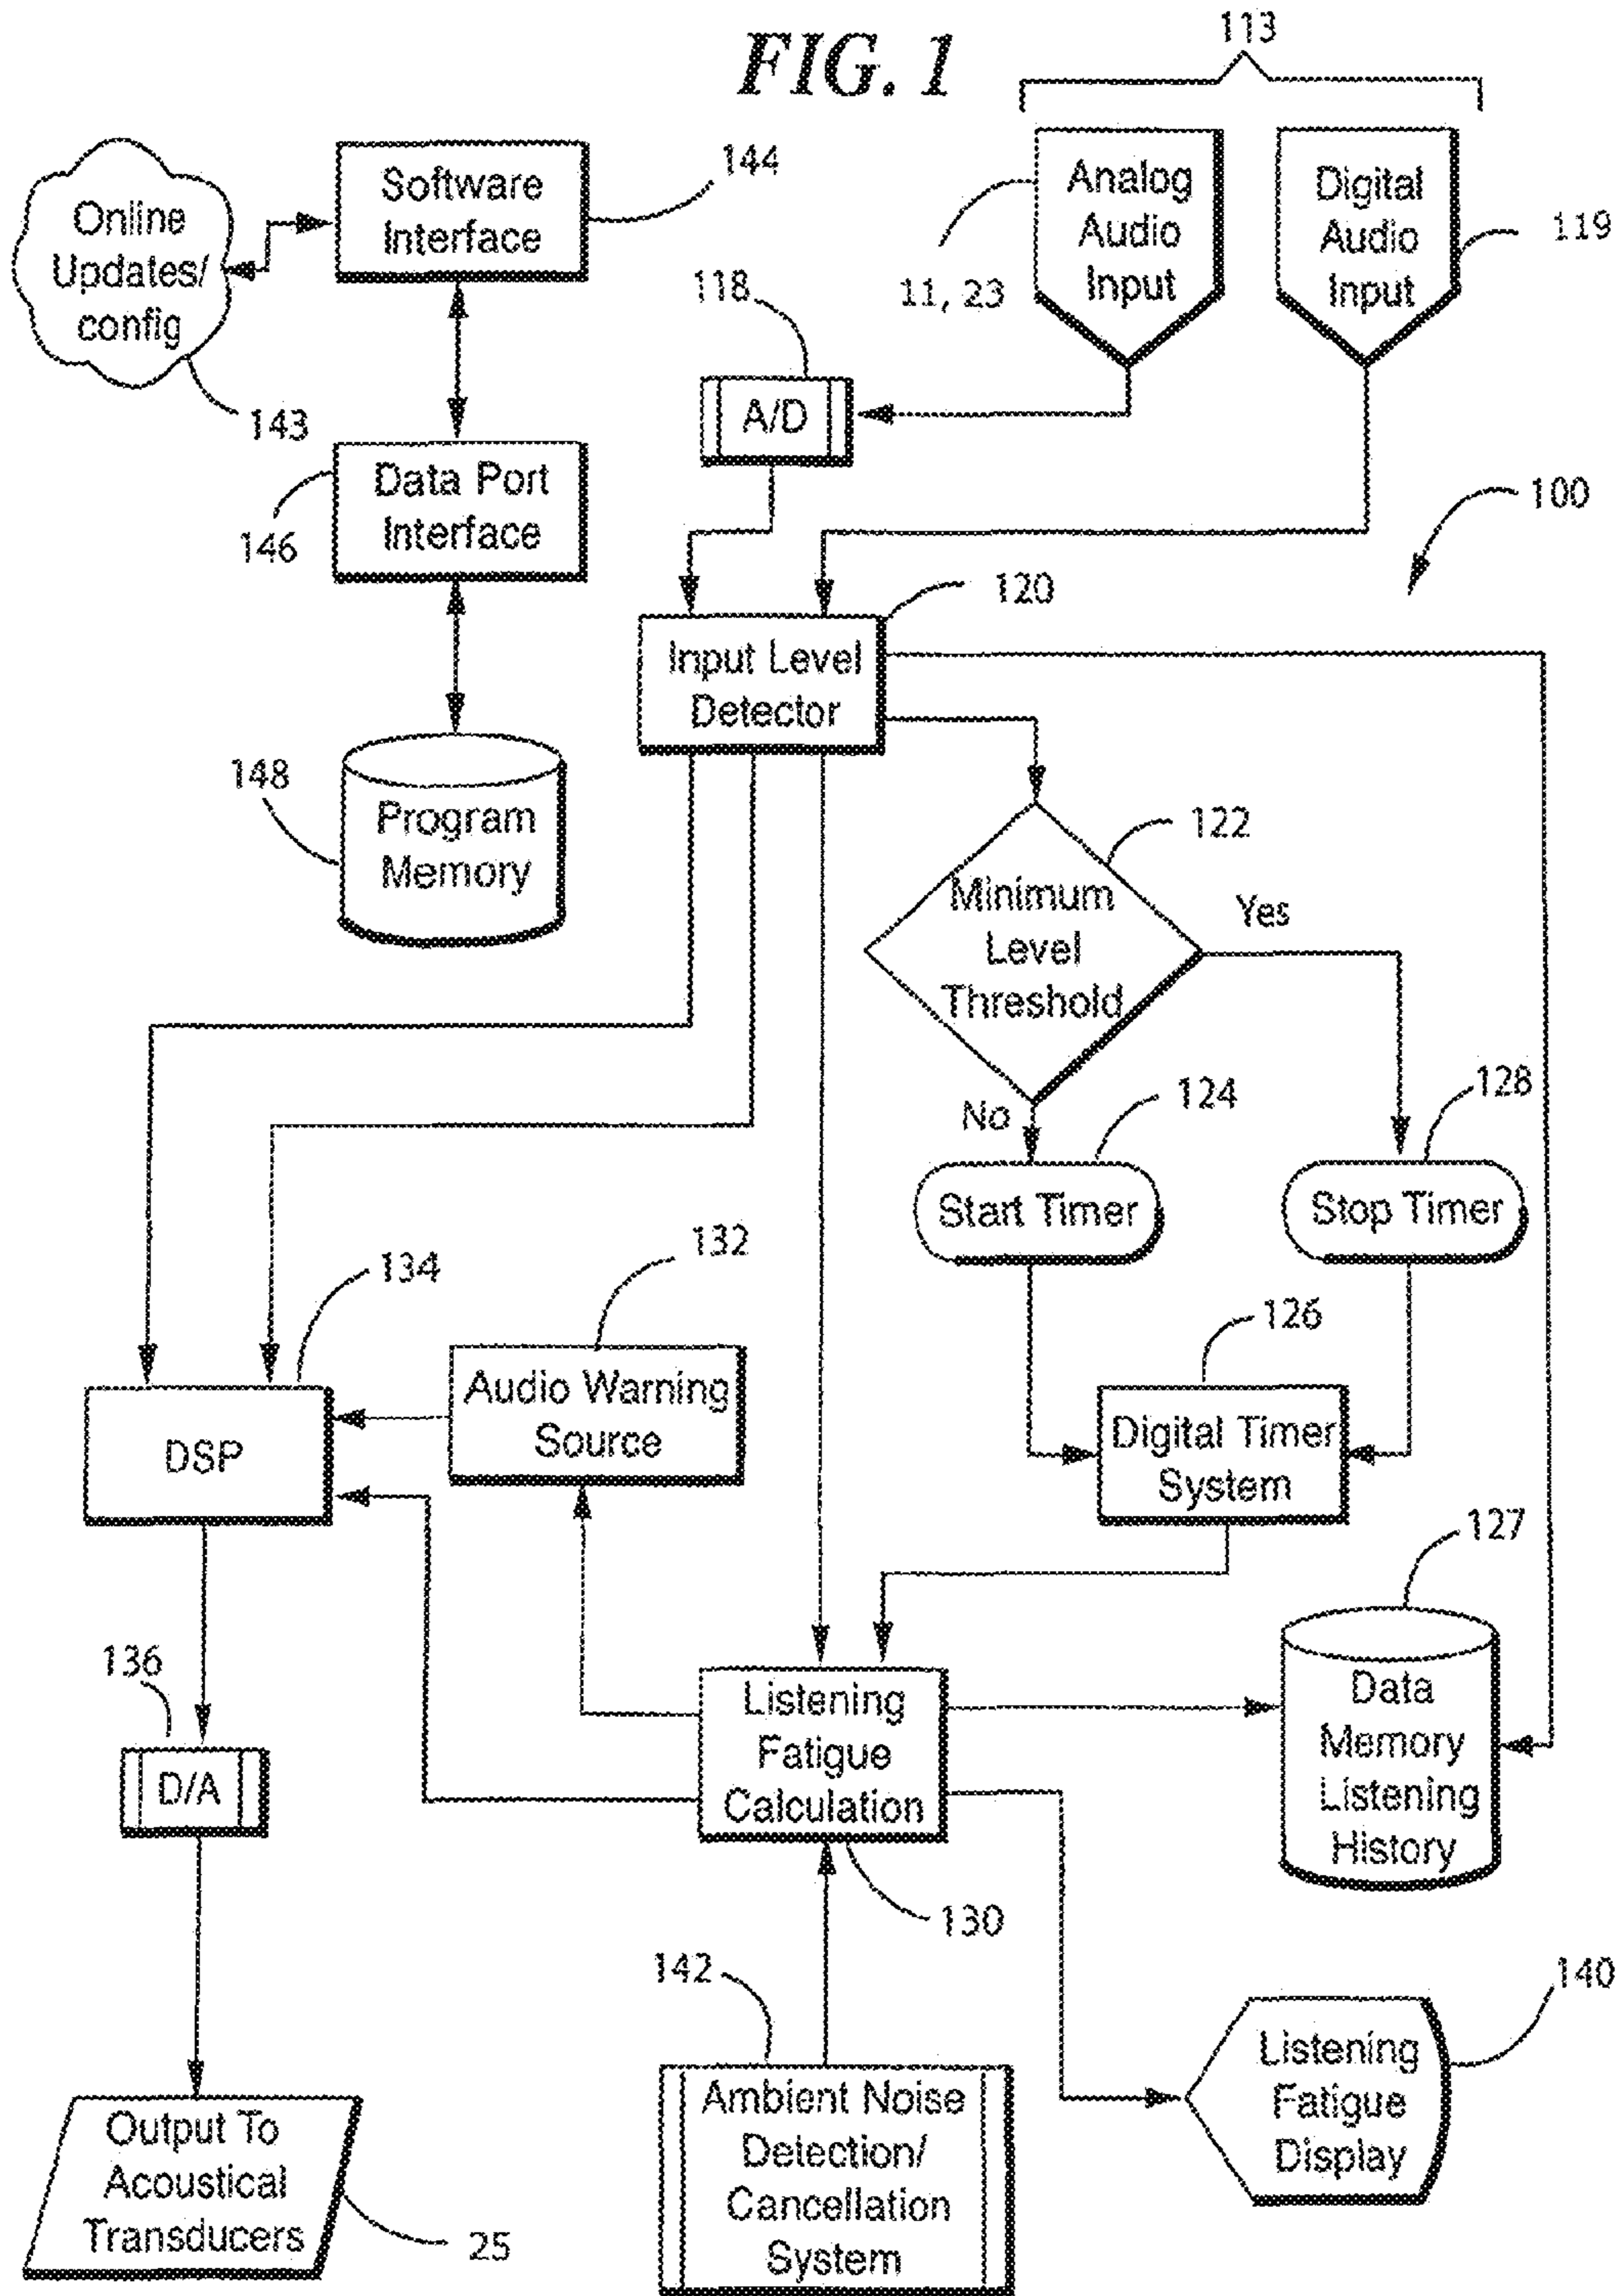 FIG. 1
113
Online
Updates/
config
143
Software
Interface
144
Analog
Audio
Input
11, 23
Digital
Audio
Input
119
118
A/D
Data Port
Interface
146
100
120
Input Level
Detector
148
Program
Memory
122
Minimum
Level
Threshold
Yes
No
124
Start Timer
128
Stop Timer
134
DSP
132
Audio Warning
Source
126
Digital Timer
System
127
Data
Memory
Listening
History
136
D/A
Listening
Fatigue
Calculation
130
142
Ambient Noise
Detection/
Cancellation
System
140
Listening
Fatigue
Display
Output To
Acoustical
Transducers
25